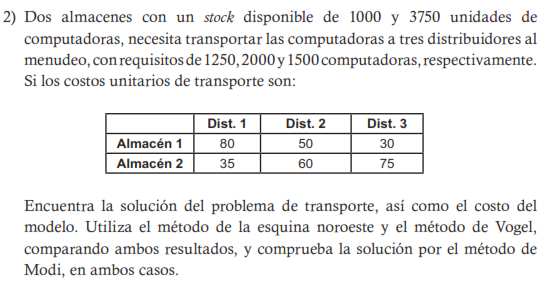 2) Dos almacenes con un stock disponible de 1000 y 3750 unidades de
computadoras, necesita transportar las computadoras a tres distribuidores al
menudeo, con requisitos de 1250, 2000 y 1500 computadoras, respectivamente.
Si los costos unitarios de transporte son:
Dist. 1 Dist. 2 Dist. 3
Almacén 1 80 50 30
Almacén 2 35 60 75
Encuentra la solución del problema de transporte, así como el costo del
modelo. Utiliza el método de la esquina noroeste y el método de Vogel,
comparando ambos resultados, y comprueba la solución por el método de
Modi, en ambos casos.